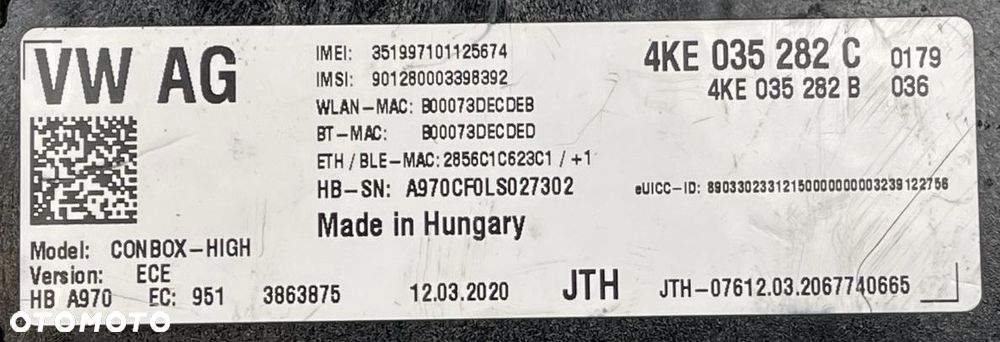 VW AG
IMEI: 351997101125674
IMSI: 901280003398392
WLAN-MAC: B00073DECDEB
BT-MAC: B00073DECDED
ETH / BLE-MAC: 2856C1C623C1 / +1
HB-SN: A970CF0LS027302
Made in Hungary
4KE 035 282 C 0179
4KE 035 282 B 036
eUICC-ID: 89033023312150000000003239122756
Model: CONBOX-HIGH
Version: ECE
HB A970 EC: 951 3863875 12.03.2020 JTH JTH-07612.03.2067740665
OTOMOTO